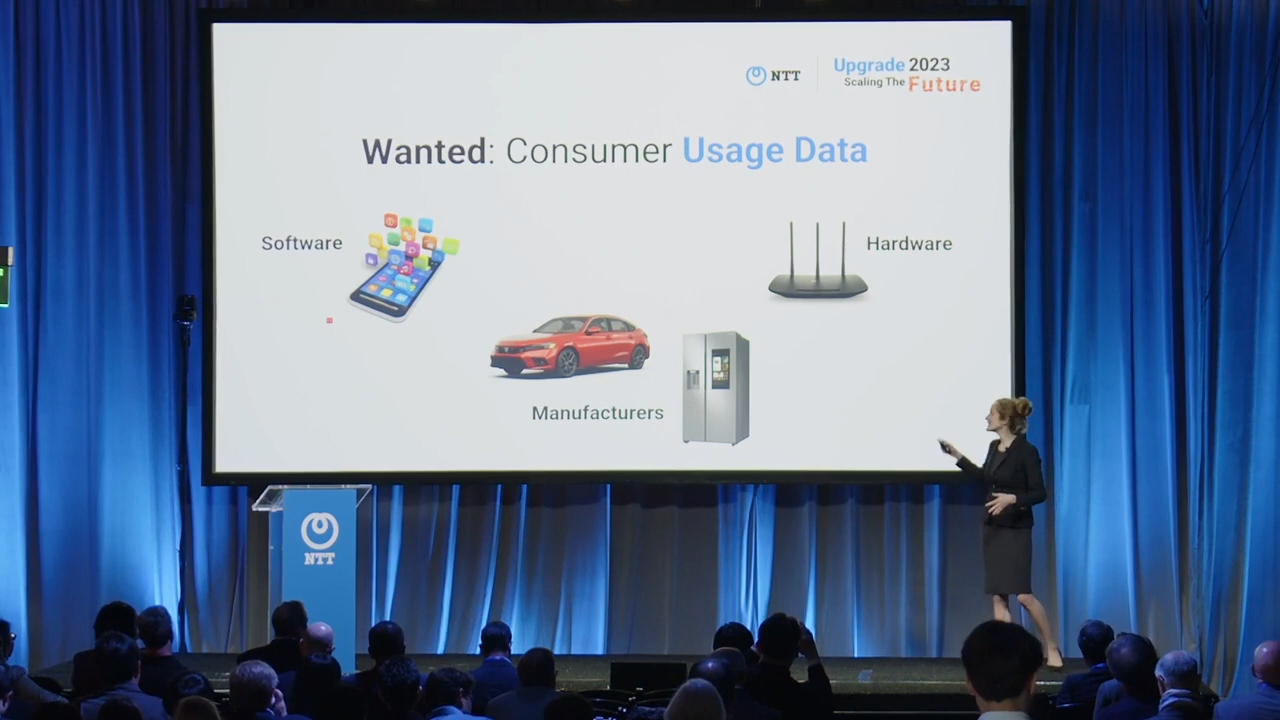 NTT
Upgrade 2023
Scaling The Future
Wanted: Consumer Usage Data
Software
Hardware
Manufacturers
NTT